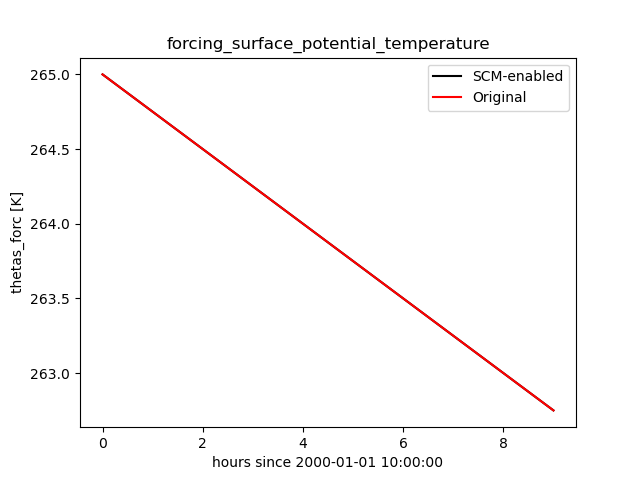 forcing_surface_potential_temperature
SCM-enabled
Original
thetas_forc [K]
265.0
264.5
264.0
263.5
263.0
0 2 4 6 8
hours since 2000-01-01 10:00:00